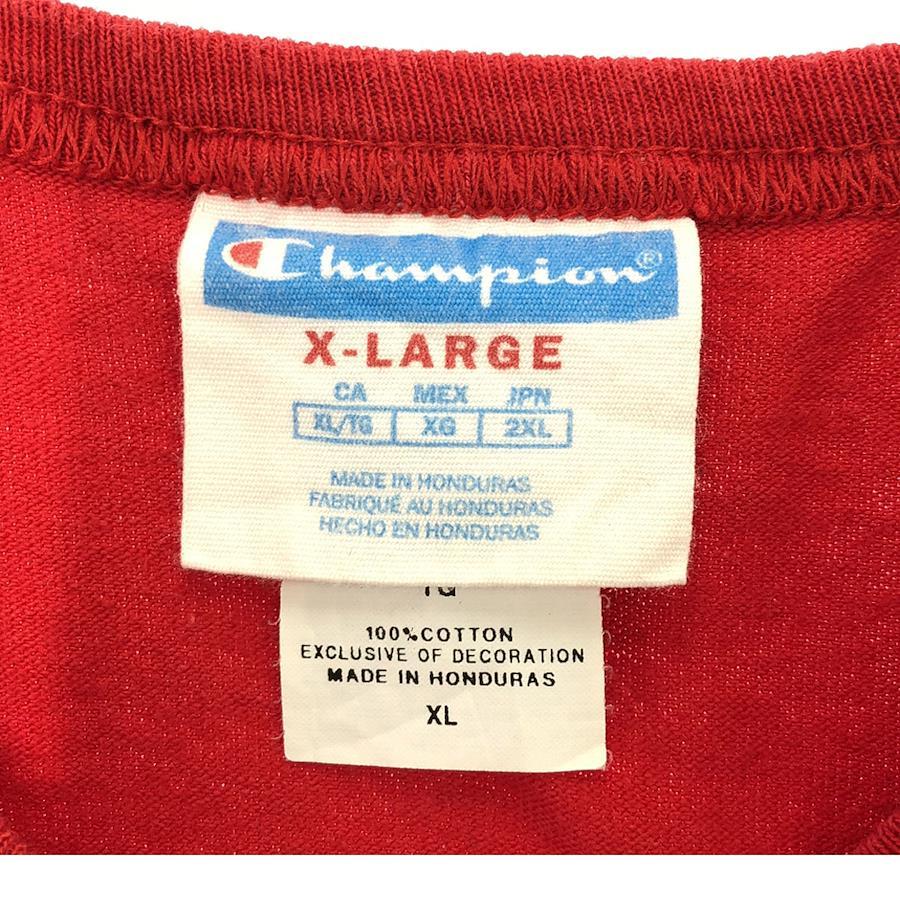 Champion®
X-LARGE
CA MEX JPN
XL/TG XG 2XL
MADE IN HONDURAS
FABRIQUÉ AU HONDURAS
HECHO EN HONDURAS
100% COTTON
EXCLUSIVE OF DECORATION
MADE IN HONDURAS
XL